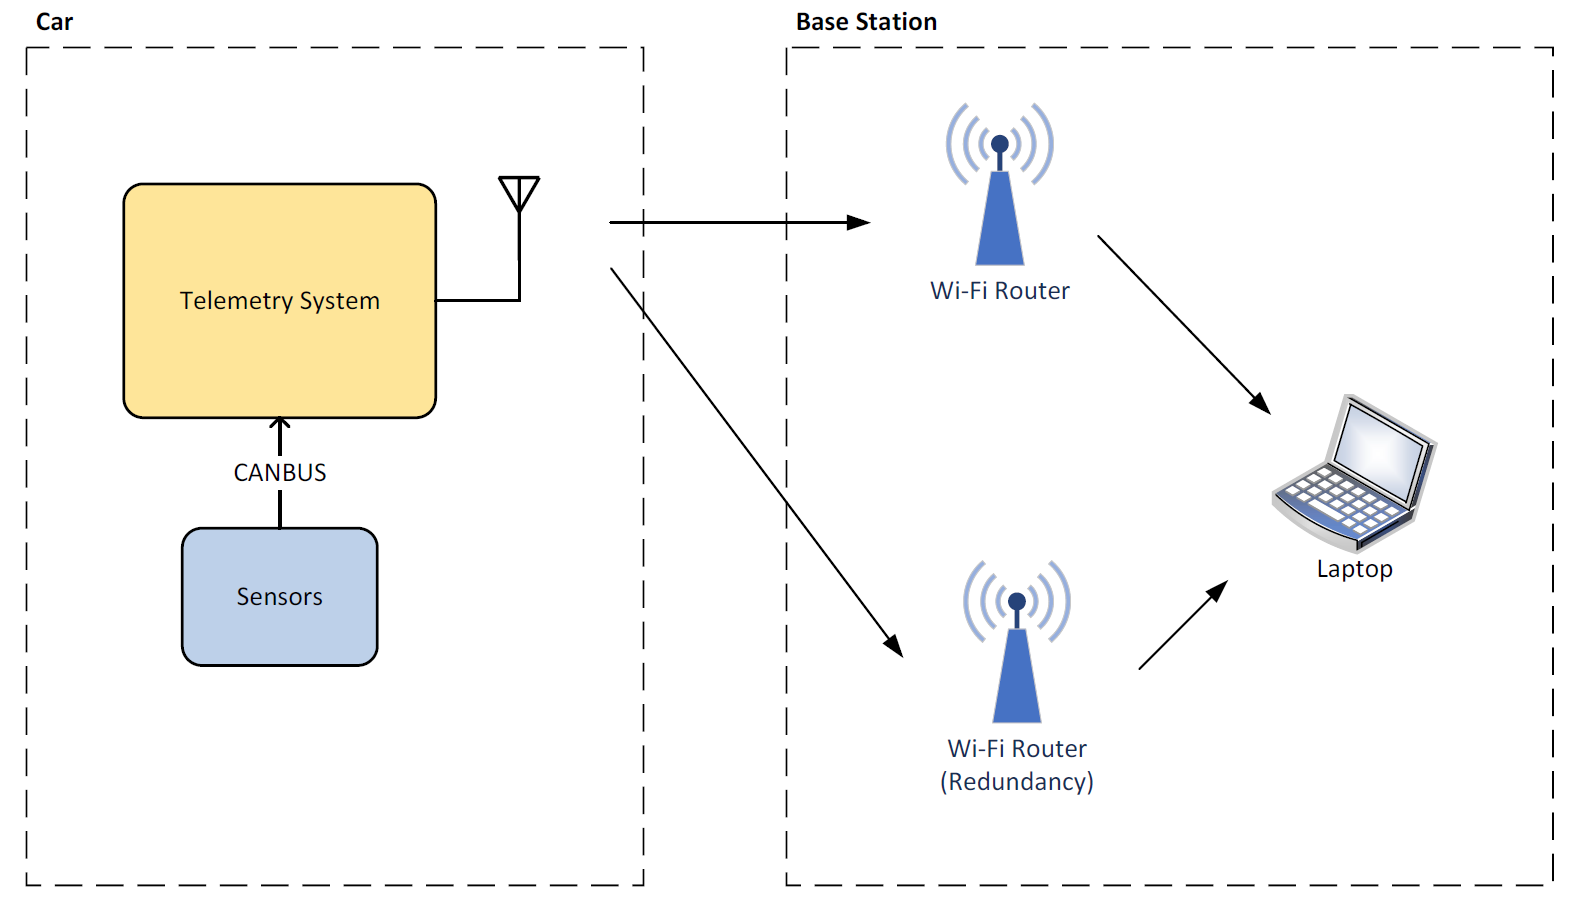 Car
Base Station
Telemetry System
CANBUS
Sensors
Wi-Fi Router
Wi-Fi Router
(Redundancy)
Laptop